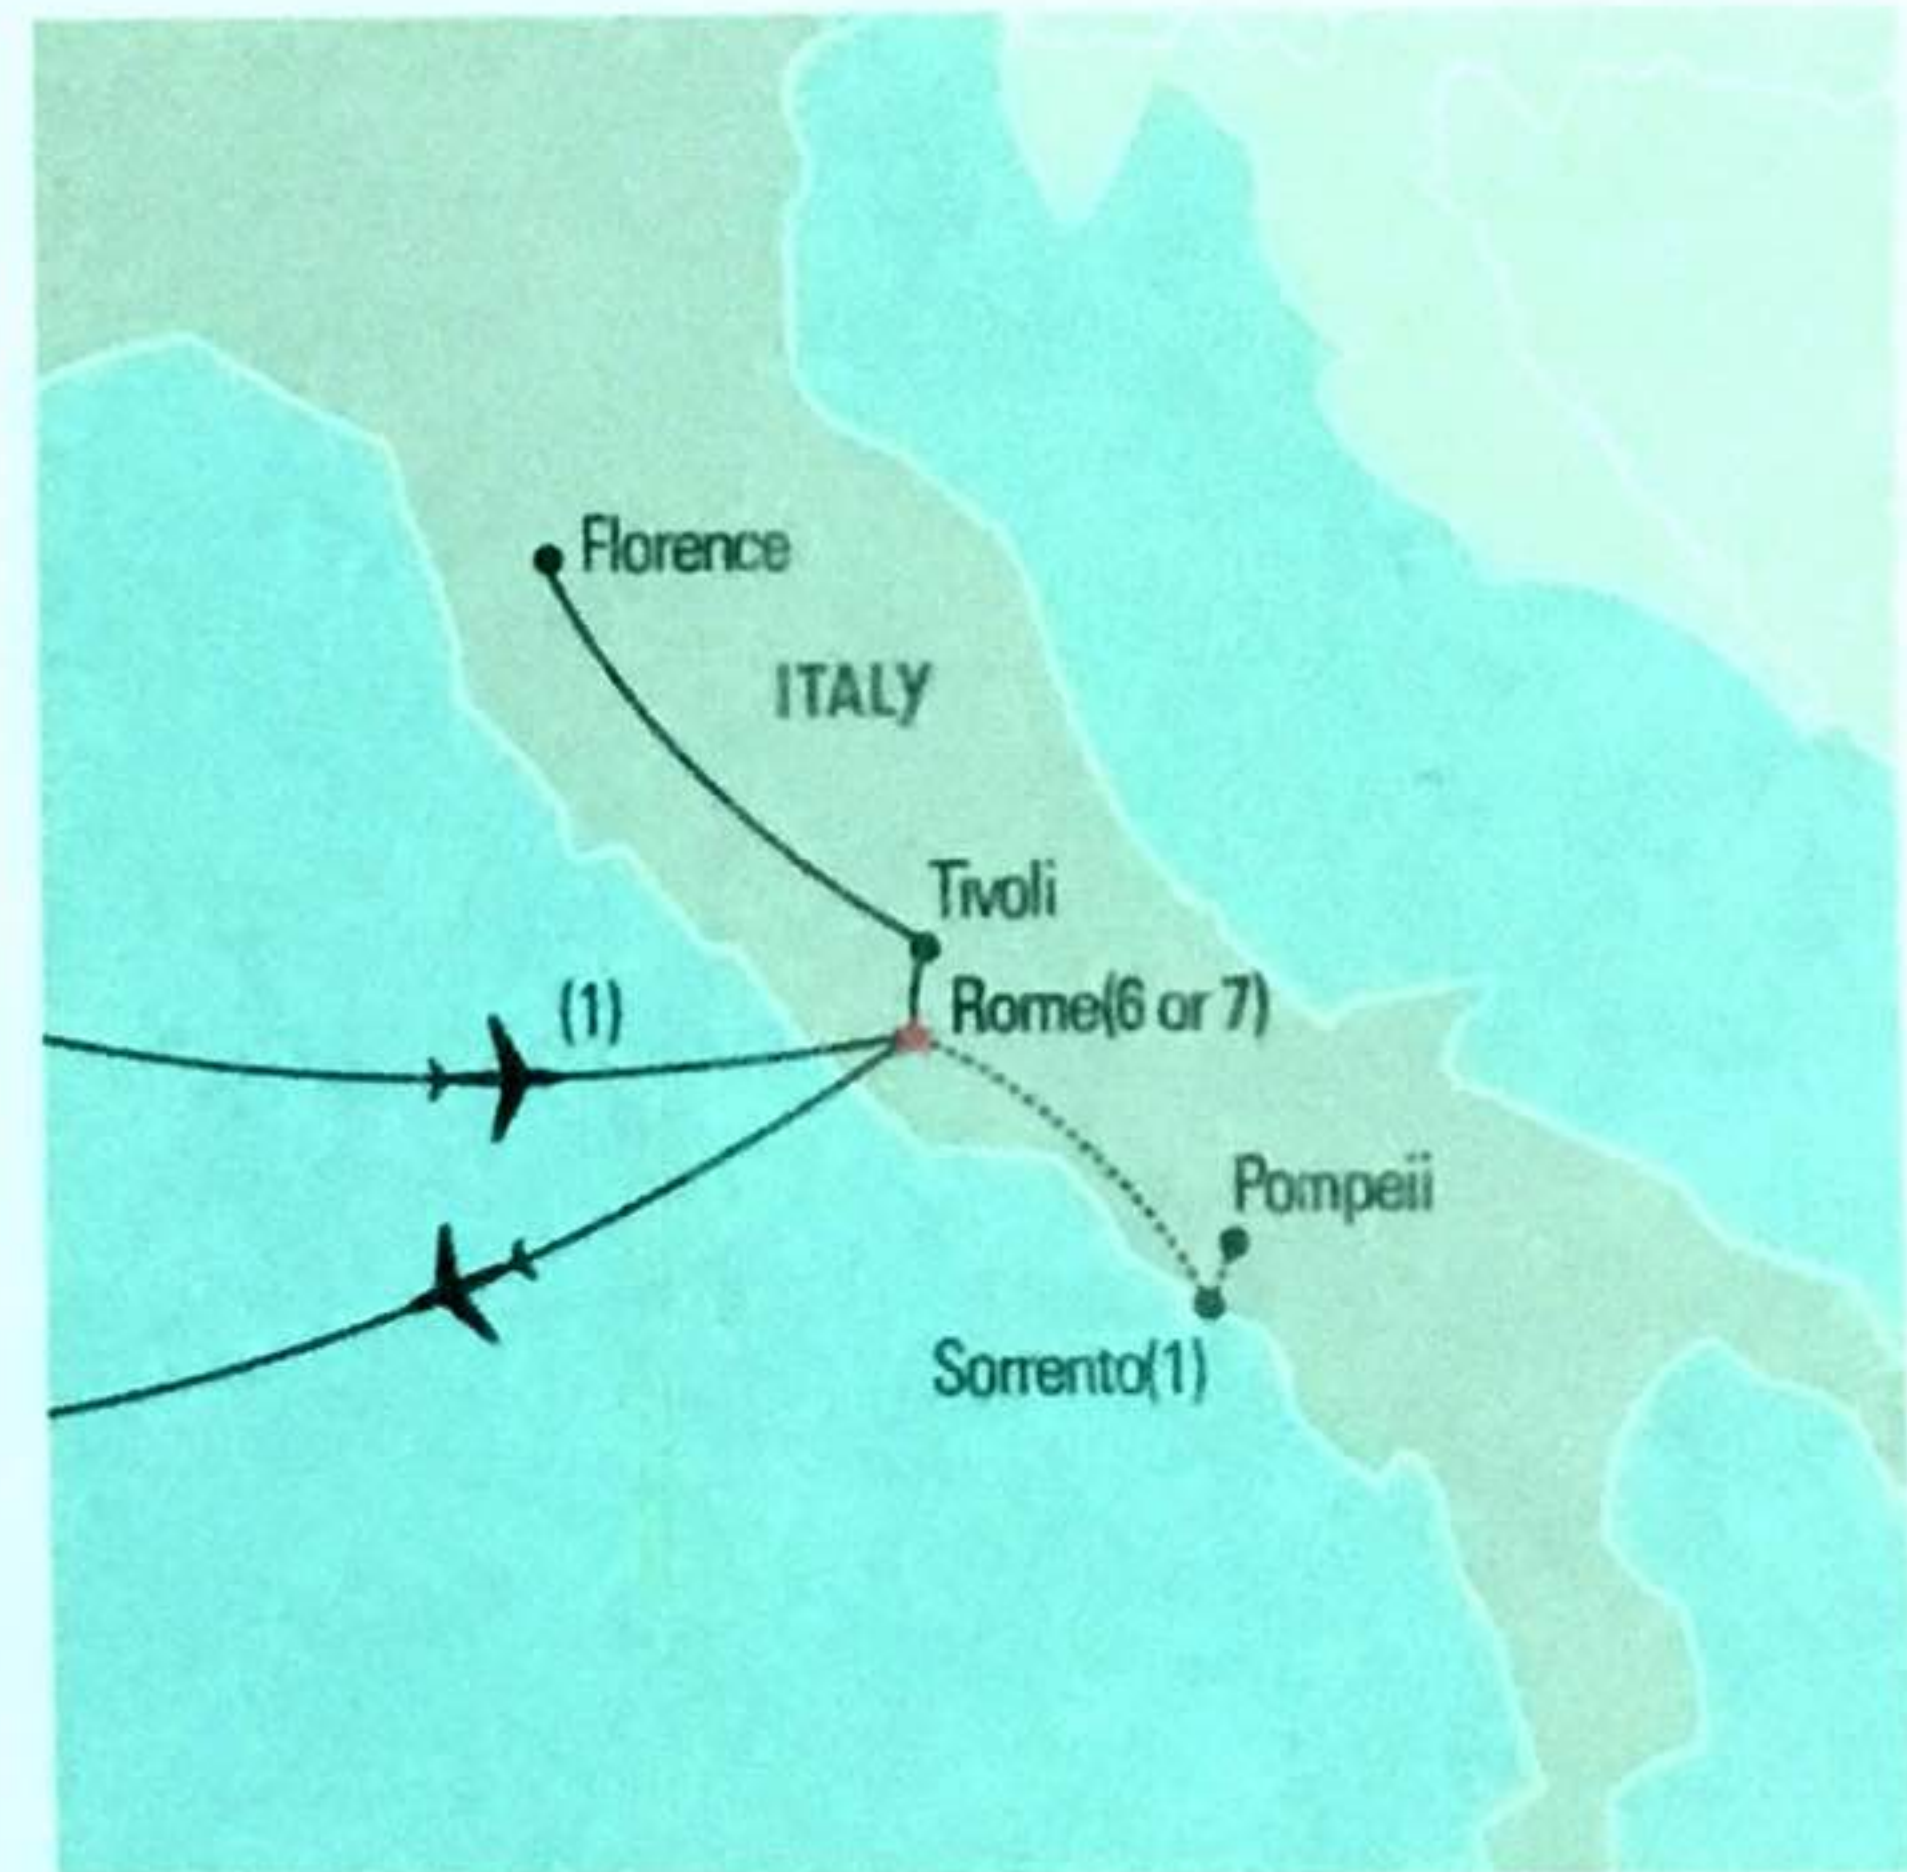 Florence
ITALY
Tivoli
(1)
Rome(6 or 7)
Pompeii
Sorrento(1)